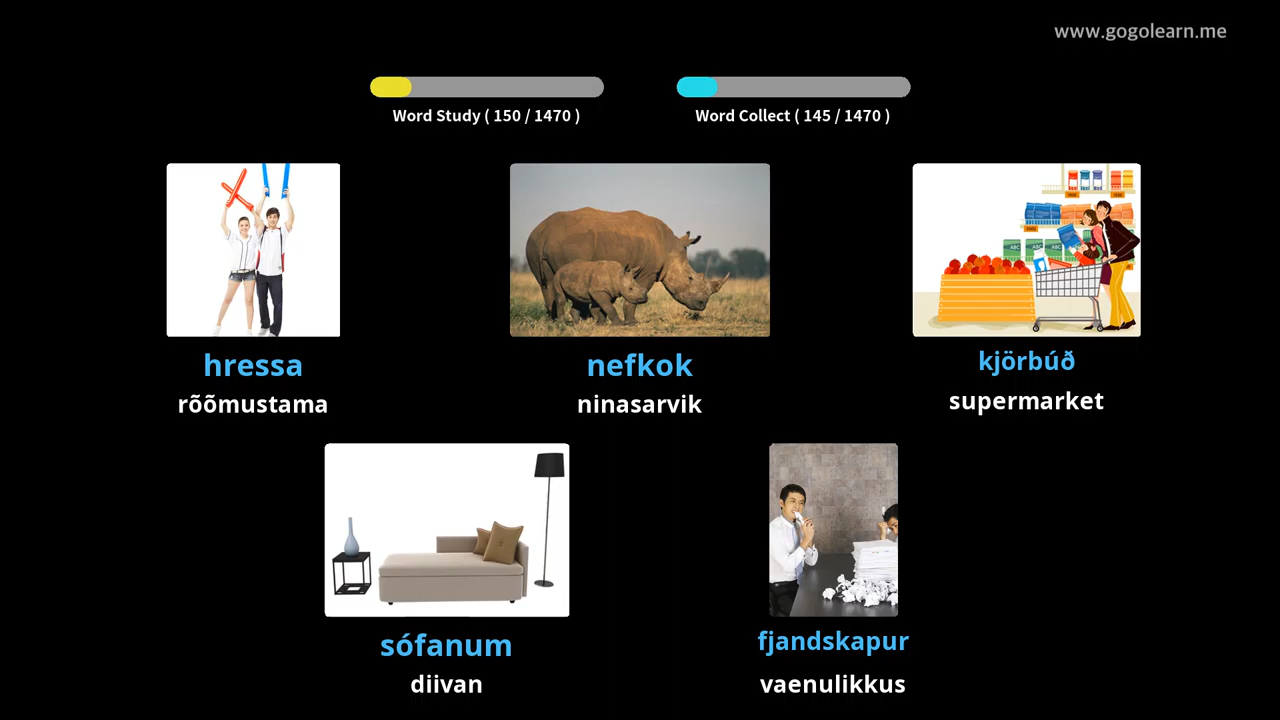 www.gogolearn.me
Word Study ( 150 / 1470 )
Word Collect ( 145 / 1470 )
hressa
rõõmustama
nefkok
ninasarvik
kjörbúð
supermarket
sófanum
diivan
fjandskapur
vaenulikkus